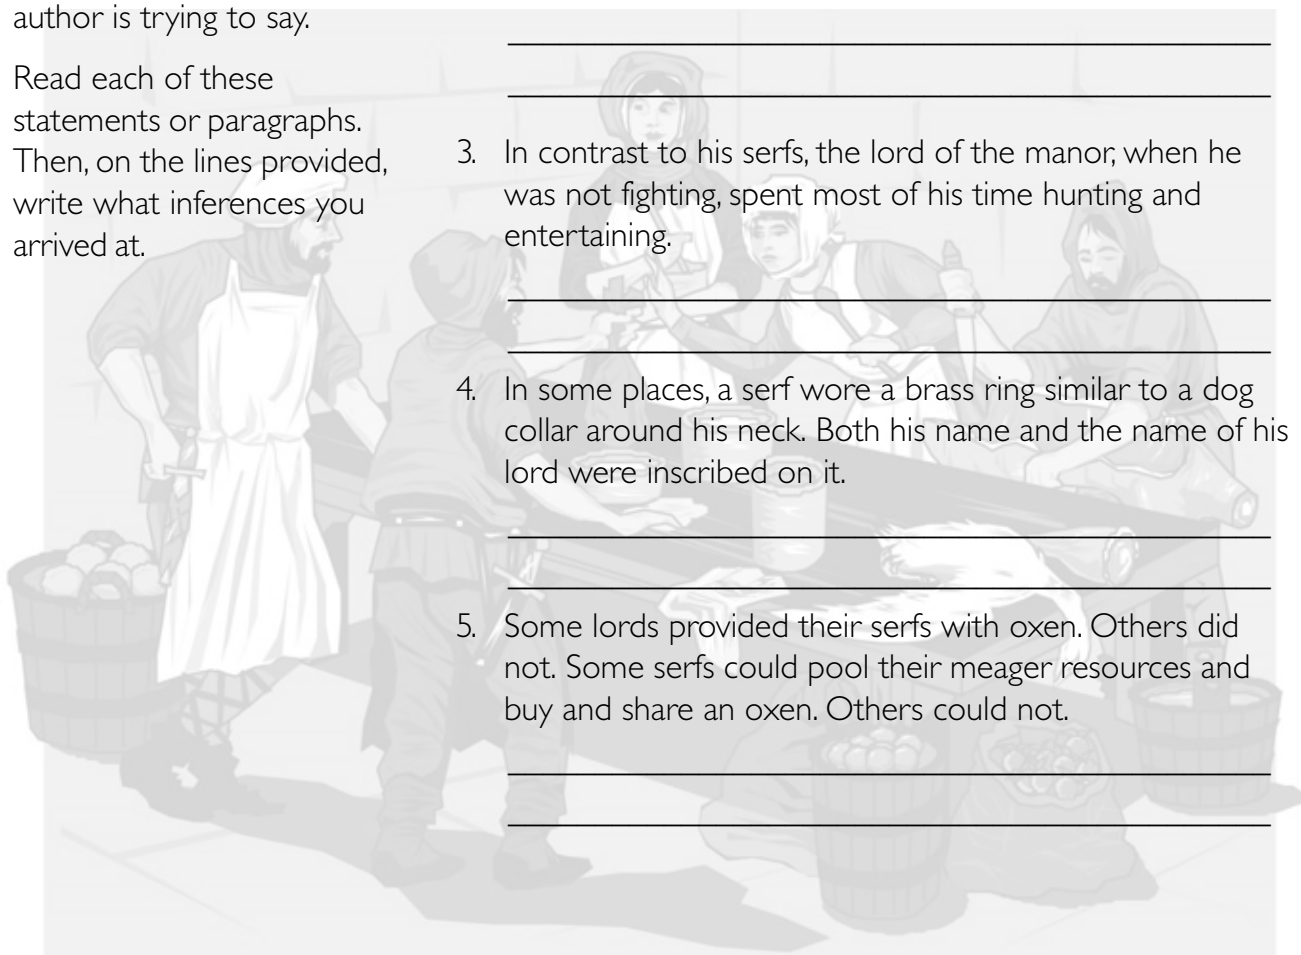 author is trying to say.
Read each of these
statements or paragraphs.
Then, on the lines provided,
write what inferences you
arrived at.
3. In contrast to his serfs, the lord of the manor, when he
was not fighting, spent most of his time hunting and
entertaining.
4. In some places, a serf wore a brass ring similar to a dog
collar around his neck. Both his name and the name of his
lord were inscribed on it.
5. Some lords provided their serfs with oxen. Others did
not. Some serfs could pool their meager resources and
buy and share an oxen. Others could not.